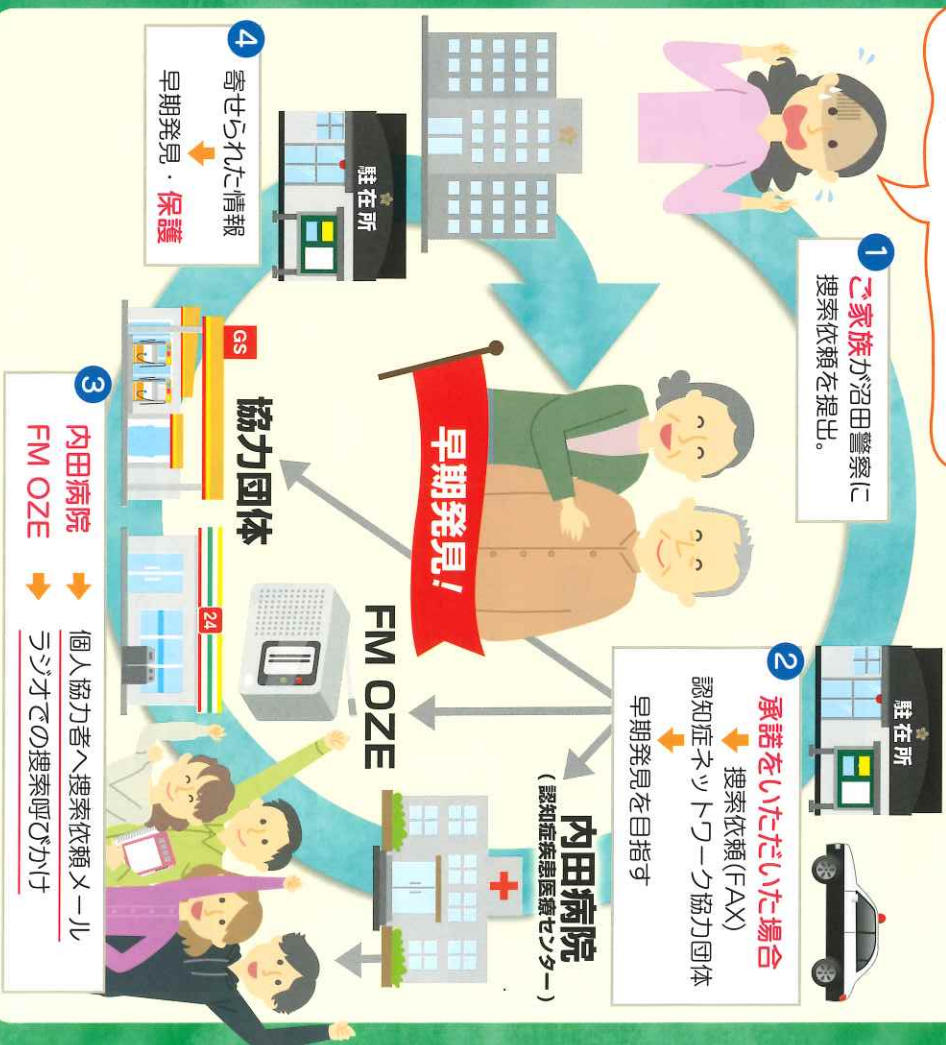 1
ご家族が沼田警察に
捜索依頼を提出。
駐在所
2
承諾をいただいた場合
捜索依頼(FAX)
認知症ネットワーク協力団体
早期発見を目指す
早期発見!
内田病院
(認知症疾患医療センター)
FM OZE
協力団体
GS
24
3
内田病院 個人協力者へ捜索依頼メール
FM OZE ラジオでの捜索呼びかけ
4
寄せられた情報
早期発見・保護
駐在所